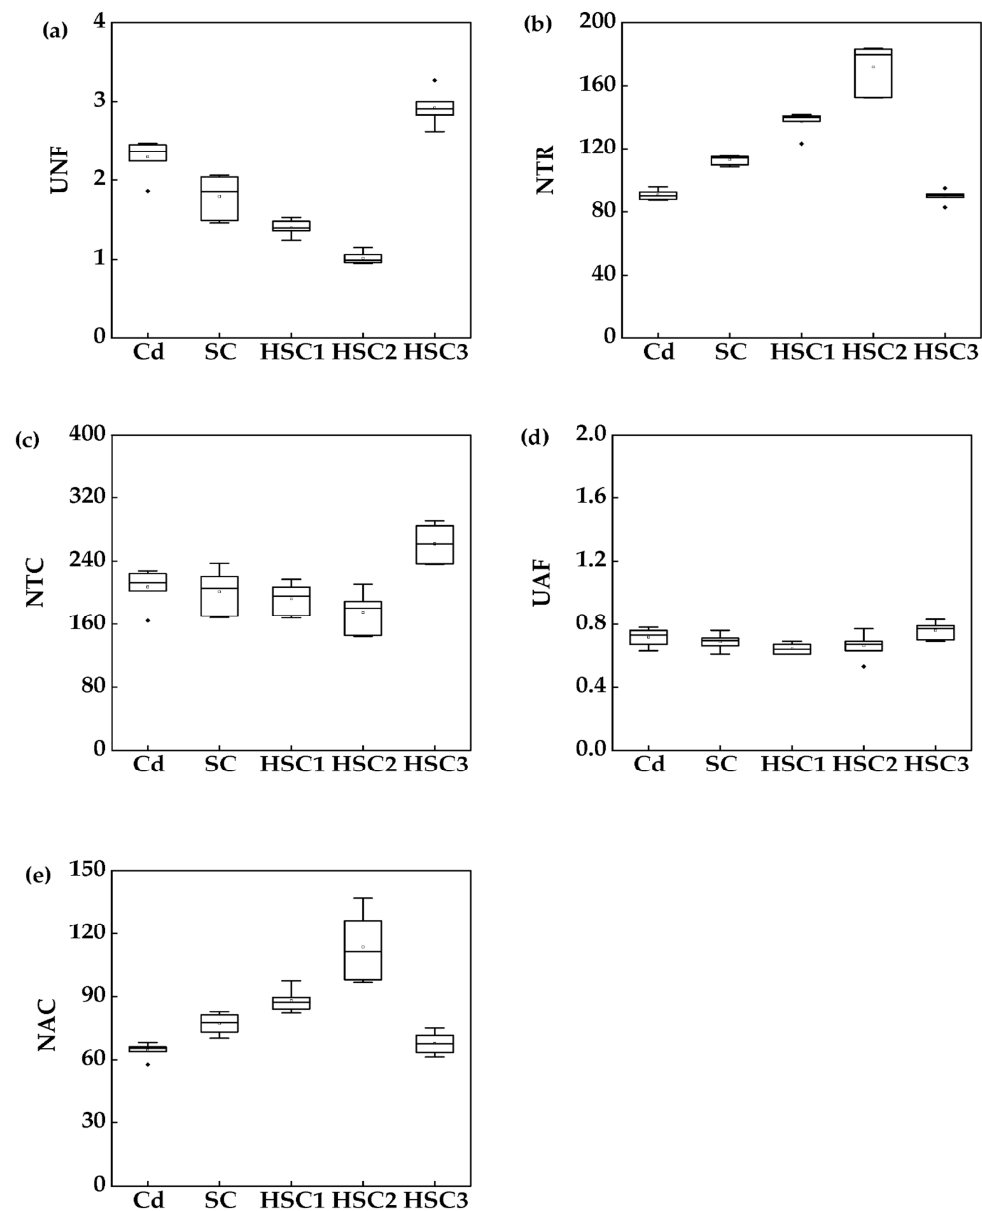 (a)
UNF
4
3
2
1
0
Cd SC HSC1 HSC2 HSC3
(b)
NTR
200
160
120
80
40
0
Cd SC HSC1 HSC2 HSC3
(c)
NTC
400
320
240
160
80
0
Cd SC HSC1 HSC2 HSC3
(d)
UAF
2.0
1.6
1.2
0.8
0.4
0.0
Cd SC HSC1 HSC2 HSC3
(e)
NAC
150
120
90
60
30
0
Cd SC HSC1 HSC2 HSC3